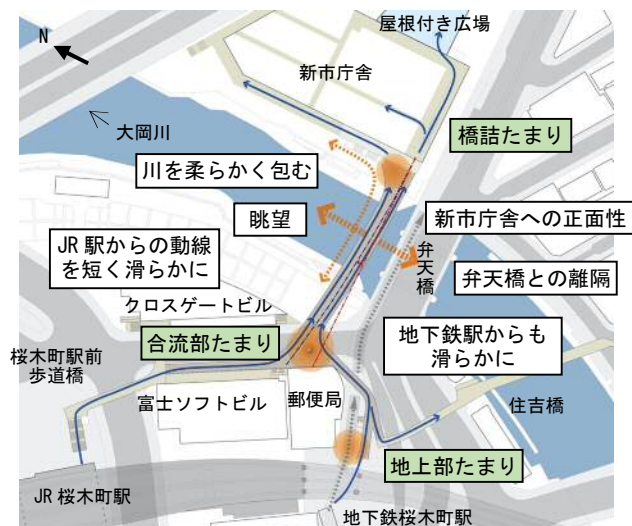 屋根付き広場
N
新市庁舎
大岡川
橋詰たまり
川を柔らかく包む
眺望
新市庁舎への正面性
JR 駅からの動線
を短く滑らかに
弁天橋
弁天橋との離隔
クロスゲートビル
合流部たまり
地下鉄駅からも
滑らかに
桜木町駅前
歩道橋
富士ソフトビル
郵便局
住吉橋
地上部たまり
JR 桜木町駅
地下鉄桜木町駅